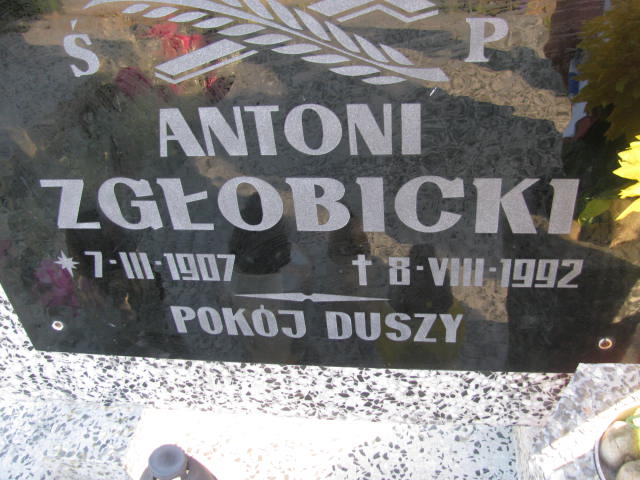 Ś P
ANTONI
ZGŁOBICKI
* 7-III-1907 † 8-VIII-1992
POKÓJ DUSZY